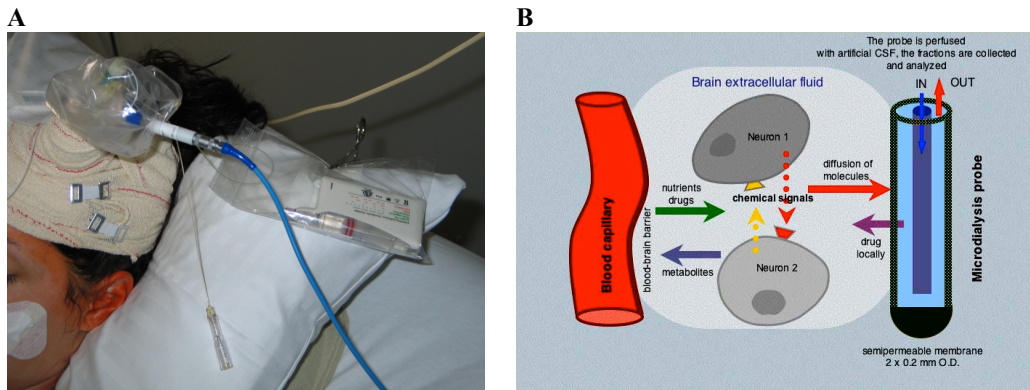 A
B
The probe is perfused
with artificial CSF, the fractions are collected
and analyzed
Brain extracellular fluid
IN
OUT
Neuron 1
diffusion of
molecules
nutrients
drugs
chemical signals
Blood capillary
blood-brain barrier
Microdialysis probe
drug
locally
metabolites
Neuron 2
semipermeable membrane
2 x 0.2 mm O.D.